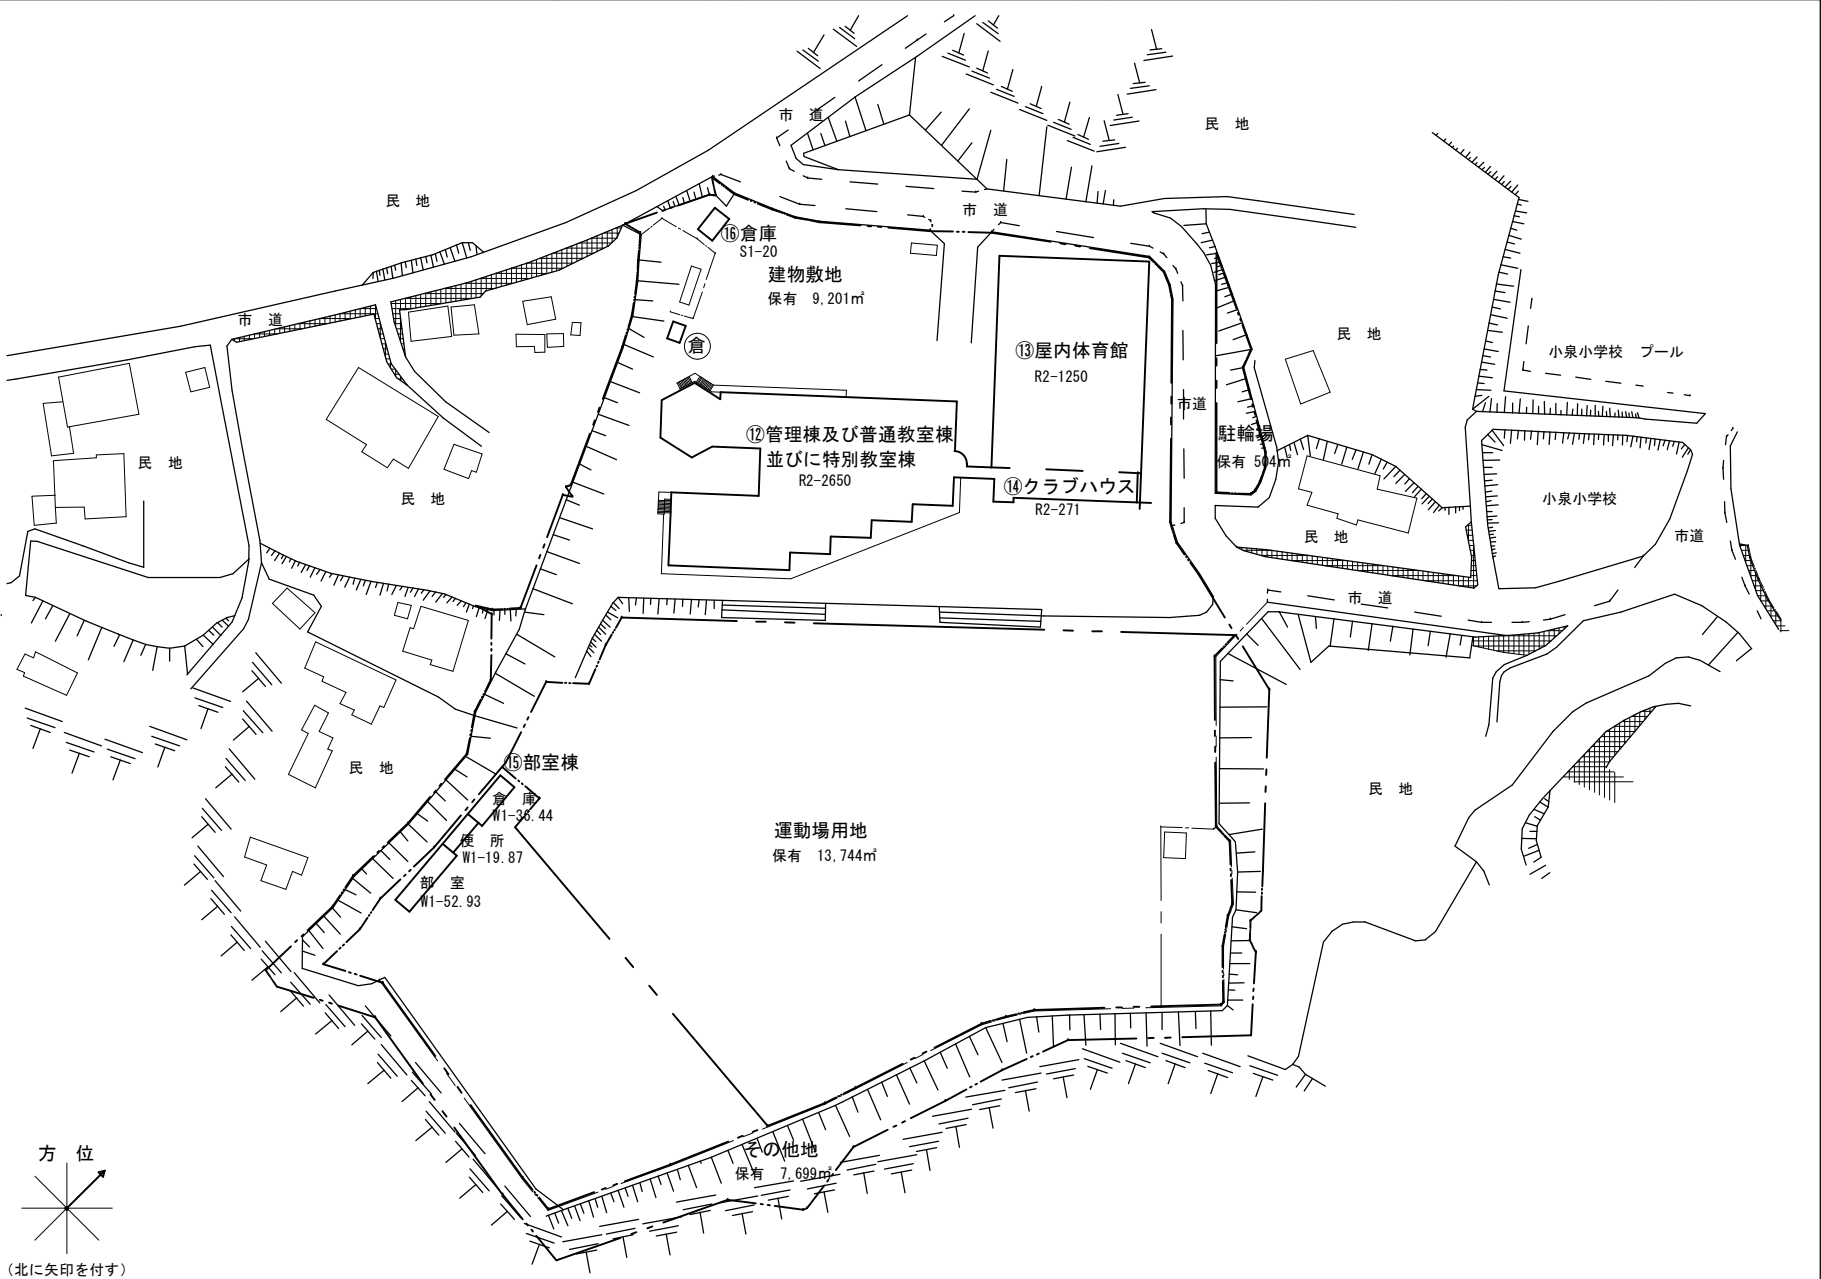 市 道
民 地
民 地
市 道
⑯倉庫
S1-20
建物敷地
保有 9,201㎡
市 道
民 地
倉
⑬屋内体育館
R2-1250
小泉小学校 プール
市道
⑫管理棟及び普通教室棟
並びに特別教室棟
R2-2650
駐輪場
保有 504㎡
民 地
民 地
⑭クラブハウス
R2-271
小泉小学校
民 地
市道
市 道
⑮部室棟
民 地
倉 庫
W1-36.44
便 所
W1-19.87
部 室
W1-52.93
運動場用地
保有 13,744㎡
民 地
その他地
保有 7,699㎡
方 位
(北に矢印を付す)